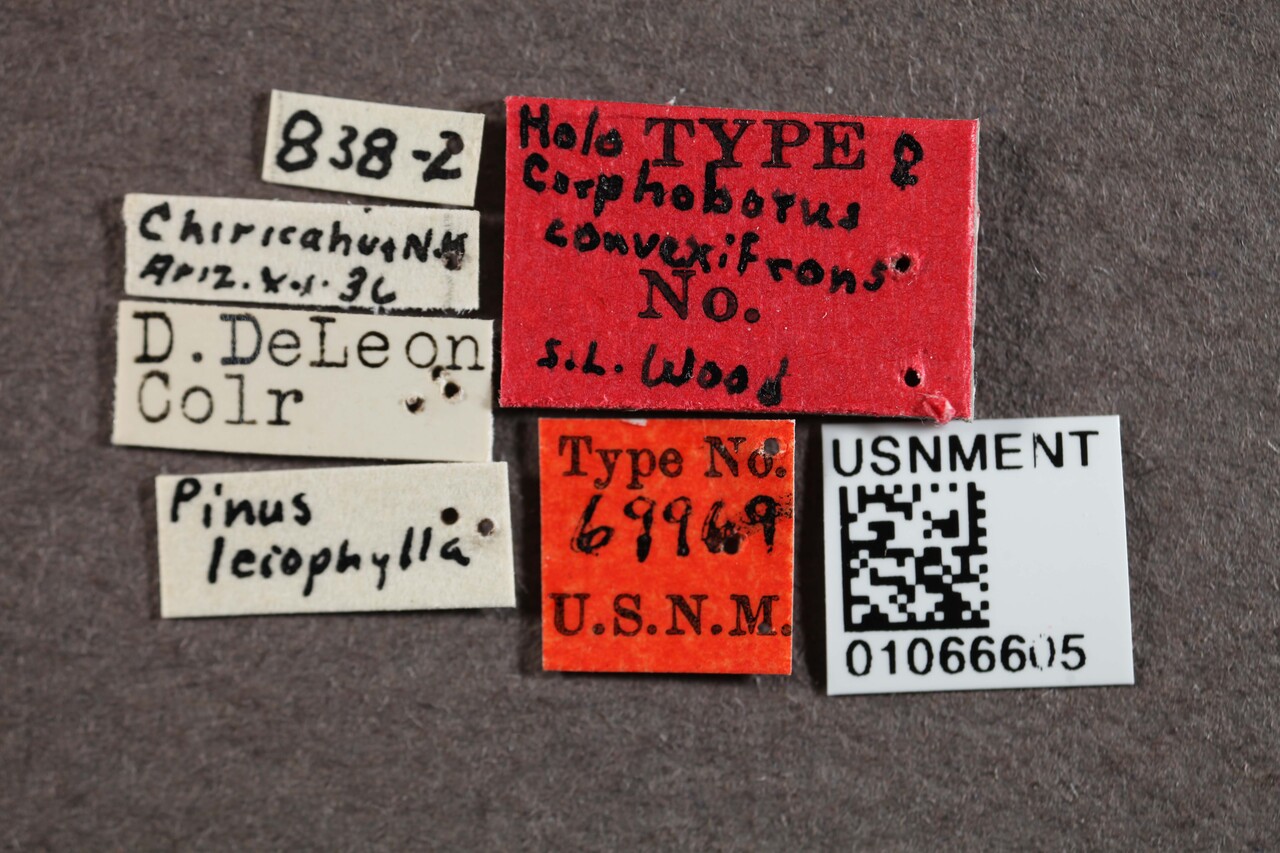 838-2
Chiricahua N.M
Ariz. X.1.36
D. DeLeon
Colr
Pinus
leiophylla
Holo TYPE ♀
Carphoborus
convexifrons
No.
S.L. Wood
Type No.
69969
U.S.N.M.
USNMENT
01066605